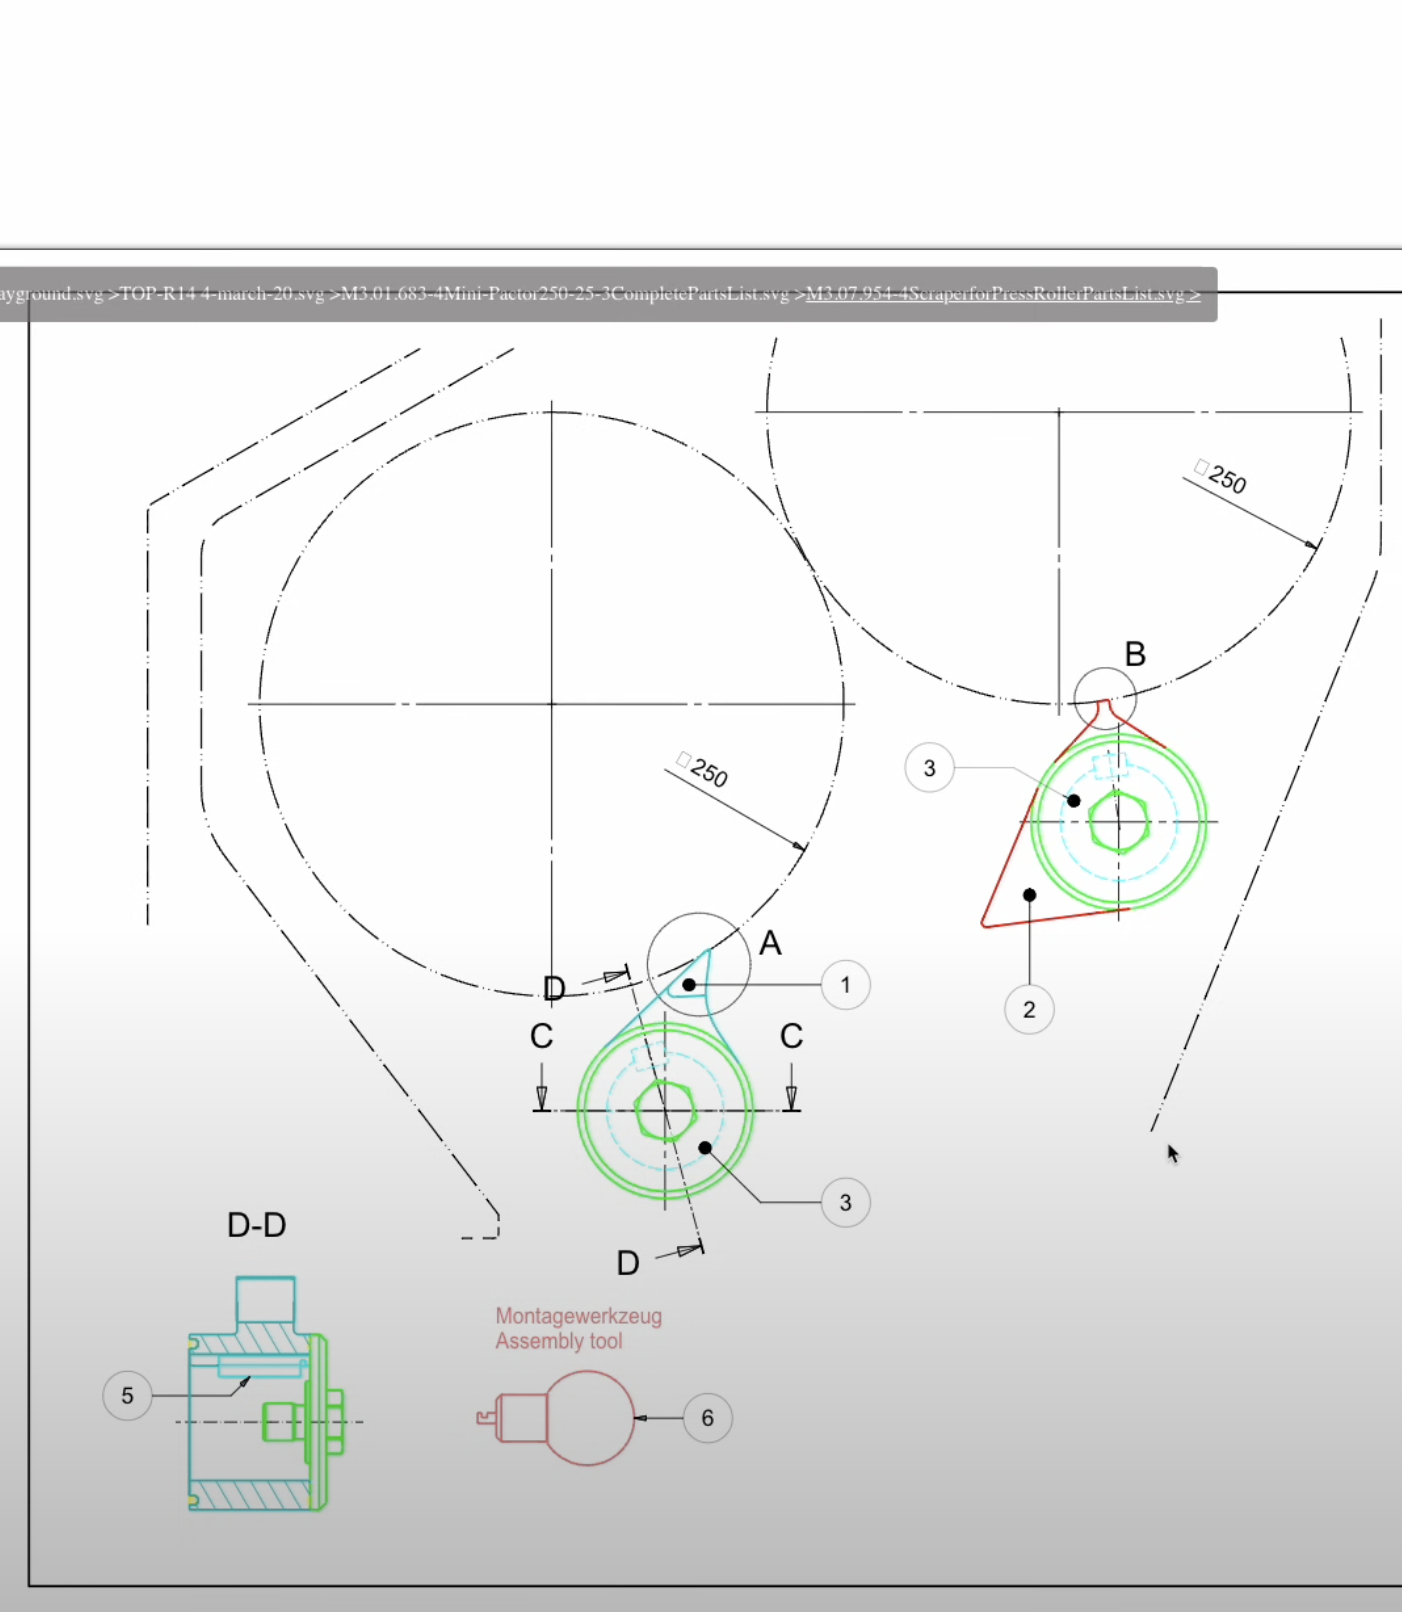 ayground.svg >TOP-R14 4-march-20.svg >M3.01.683-4Mini-Pactor250-25-3CompletePartsList.svg >M3.07.954-4ScraperforPressRollerPartsList.svg >
□250
B
3
□250
A
D
1
2
C
C
3
D-D
D
Montagewerkzeug
Assembly tool
5
6